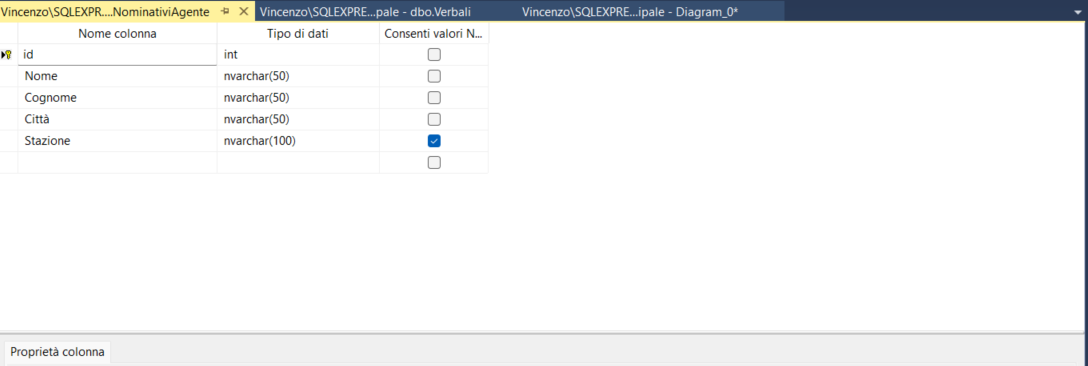 Vincenzo\SQLEXPR....NominativiAgente Vincenzo\SQLEXPRE...pale - dbo.Verbali Vincenzo\SQLEXPRE...ipale - Diagram_0*
Nome colonna Tipo di dati Consenti valori N...
id int
Nome nvarchar(50)
Cognome nvarchar(50)
Città nvarchar(50)
Stazione nvarchar(100)
Proprietà colonna